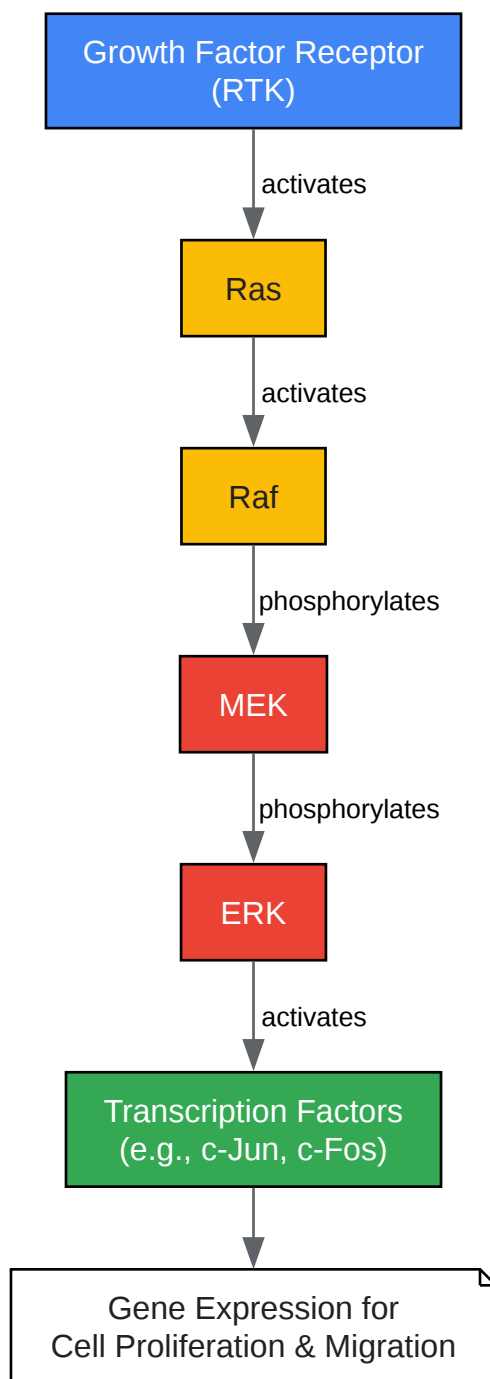 Growth Factor Receptor
(RTK)
activates
Ras
activates
Raf
phosphorylates
MEK
phosphorylates
ERK
activates
Transcription Factors
(e.g., c-Jun, c-Fos)
Gene Expression for
Cell Proliferation & Migration